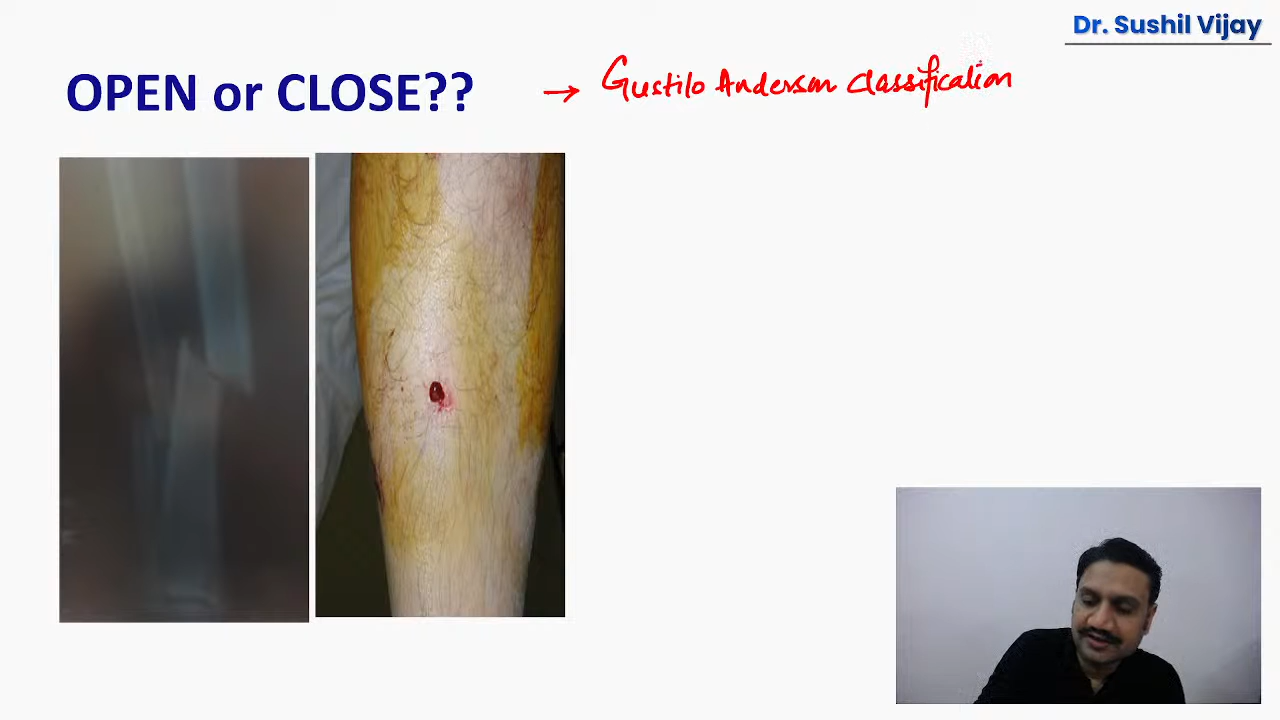 Dr. Sushil Vijay
OPEN or CLOSE??
→ Gustilo Anderson classification